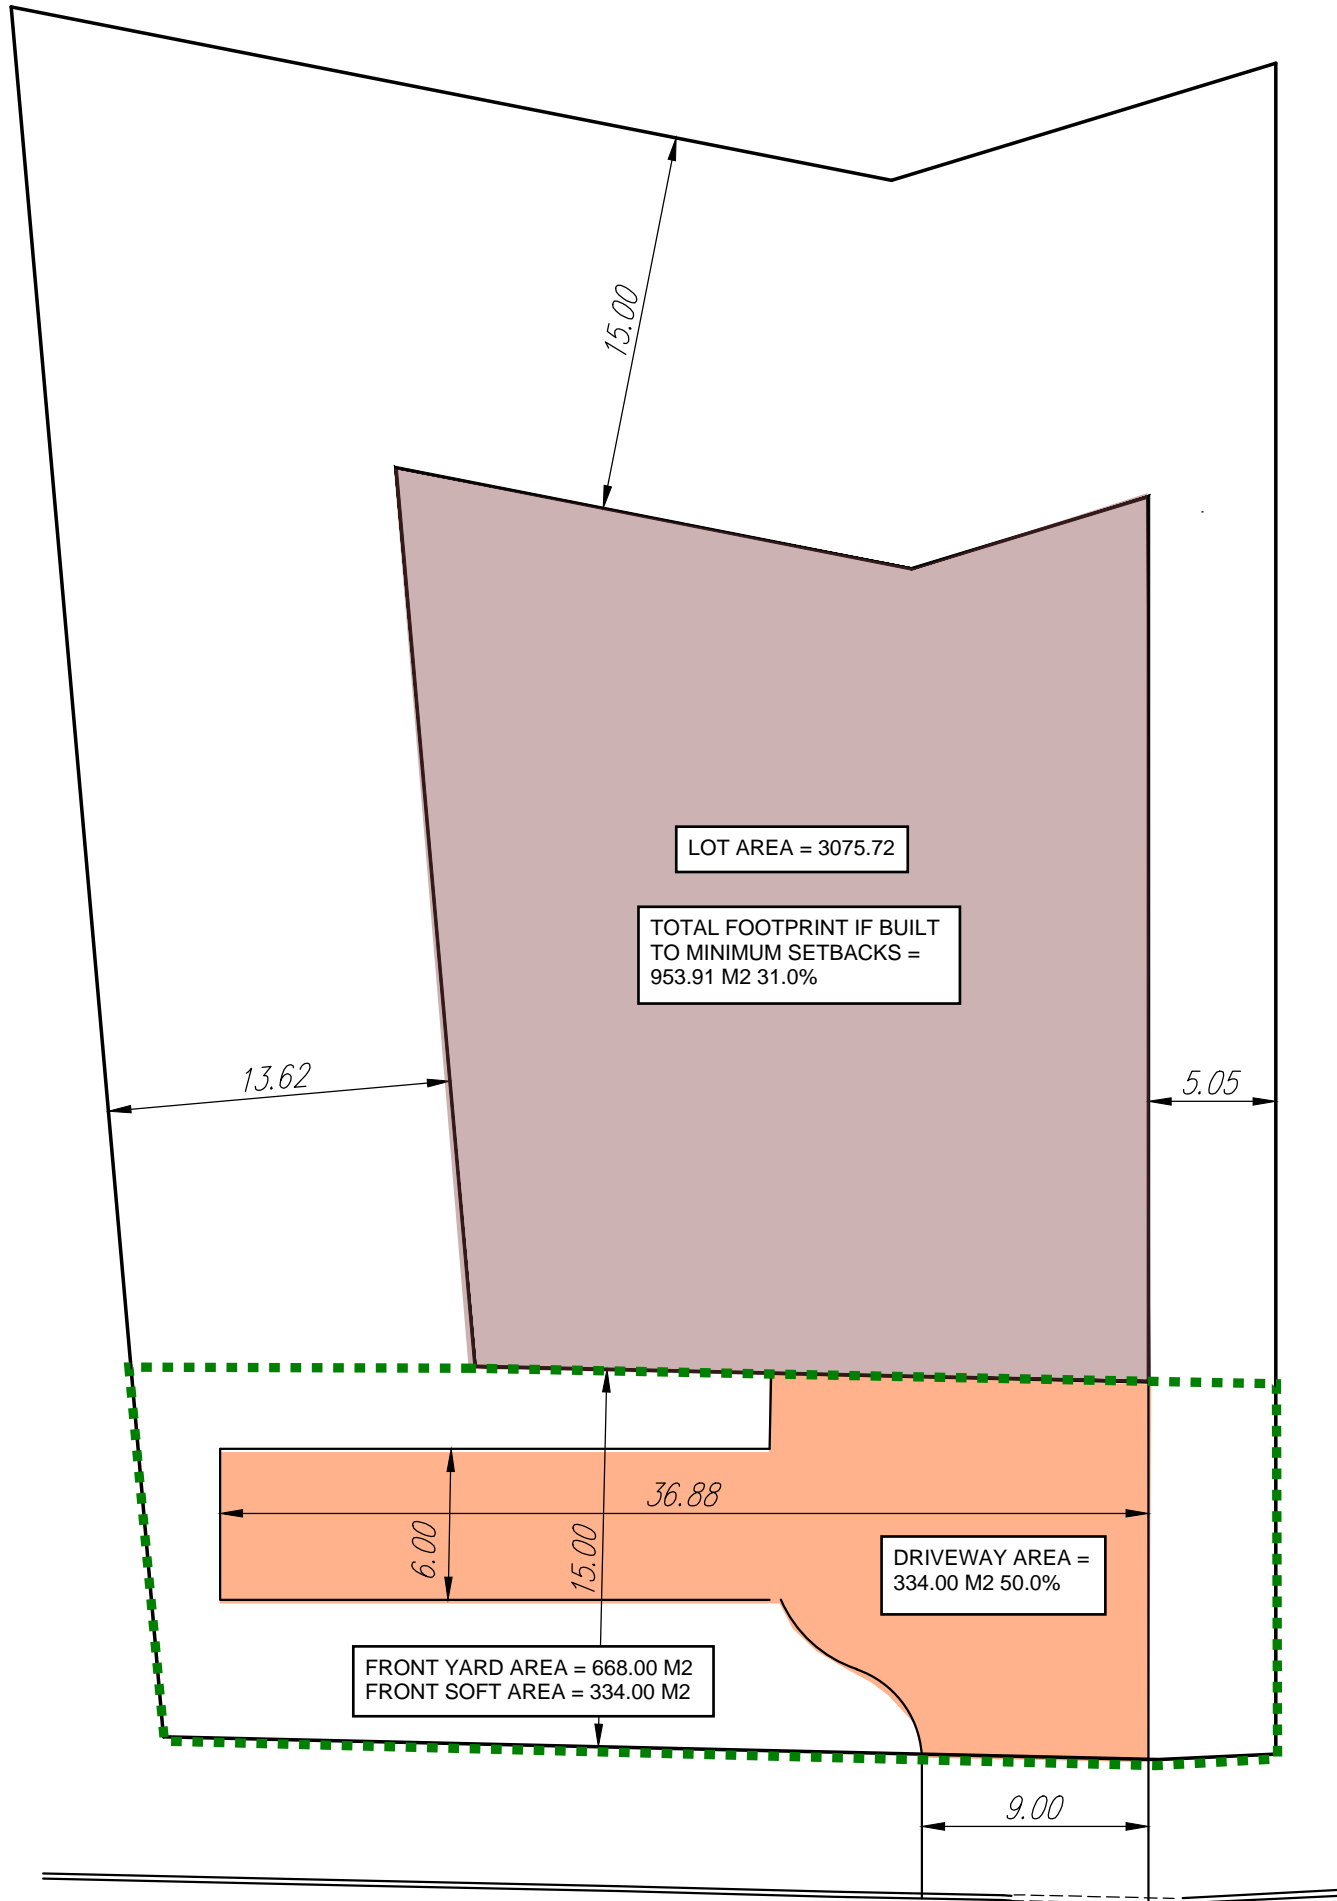 15.00
LOT AREA = 3075.72
TOTAL FOOTPRINT IF BUILT
TO MINIMUM SETBACKS =
953.91 M2 31.0%
13.62
5.05
36.88
6.00
15.00
DRIVEWAY AREA =
334.00 M2 50.0%
FRONT YARD AREA = 668.00 M2
FRONT SOFT AREA = 334.00 M2
9.00